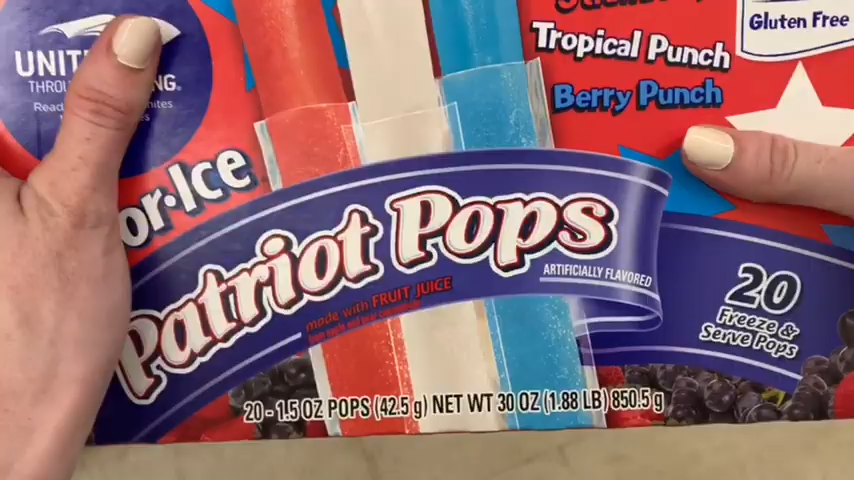 UNIT
THRO NG.
Read
Tropical Punch
Berry Punch
Gluten Free
or•Ice
Patriot Pops
ARTIFICIALLY FLAVORED
made with FRUIT JUICE
20
Freeze &
Serve Pops
20 - 1.5 OZ POPS (42.5 g) NET WT 30 OZ (1.88 LB) 850.5 g